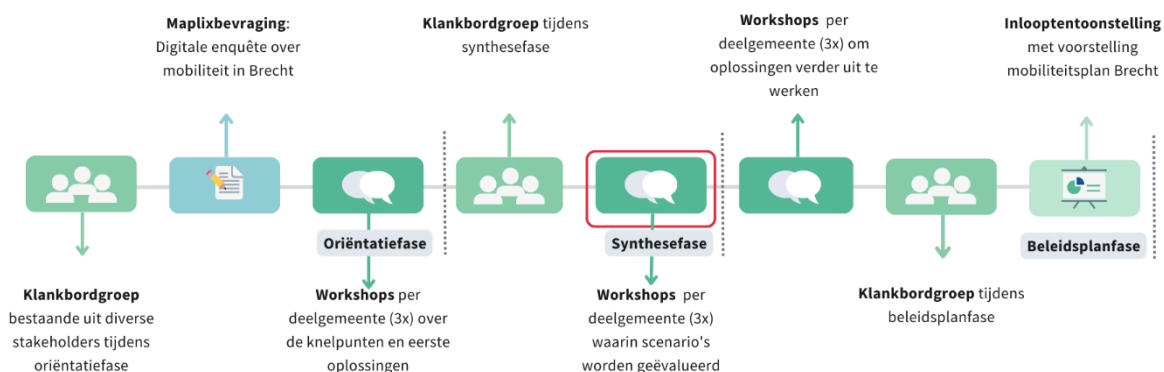 Maplixbevraging:
Digitale enquête over
mobiliteit in Brecht
Klankbordgroep tijdens
synthesefase
Workshops per
deelgemeente (3x) om
oplossingen verder uit te
werken
Inlooptentoonstelling
met voorstelling
mobiliteitsplan Brecht
Oriëntatiefase
Synthesefase
Beleidsplanfase
Klankbordgroep
bestaande uit diverse
stakeholders tijdens
oriëntatiefase
Workshops per
deelgemeente (3x) over
de knelpunten en eerste
oplossingen
Workshops per
deelgemeente (3x)
waarin scenario's
worden geëvalueerd
Klankbordgroep tijdens
beleidsplanfase